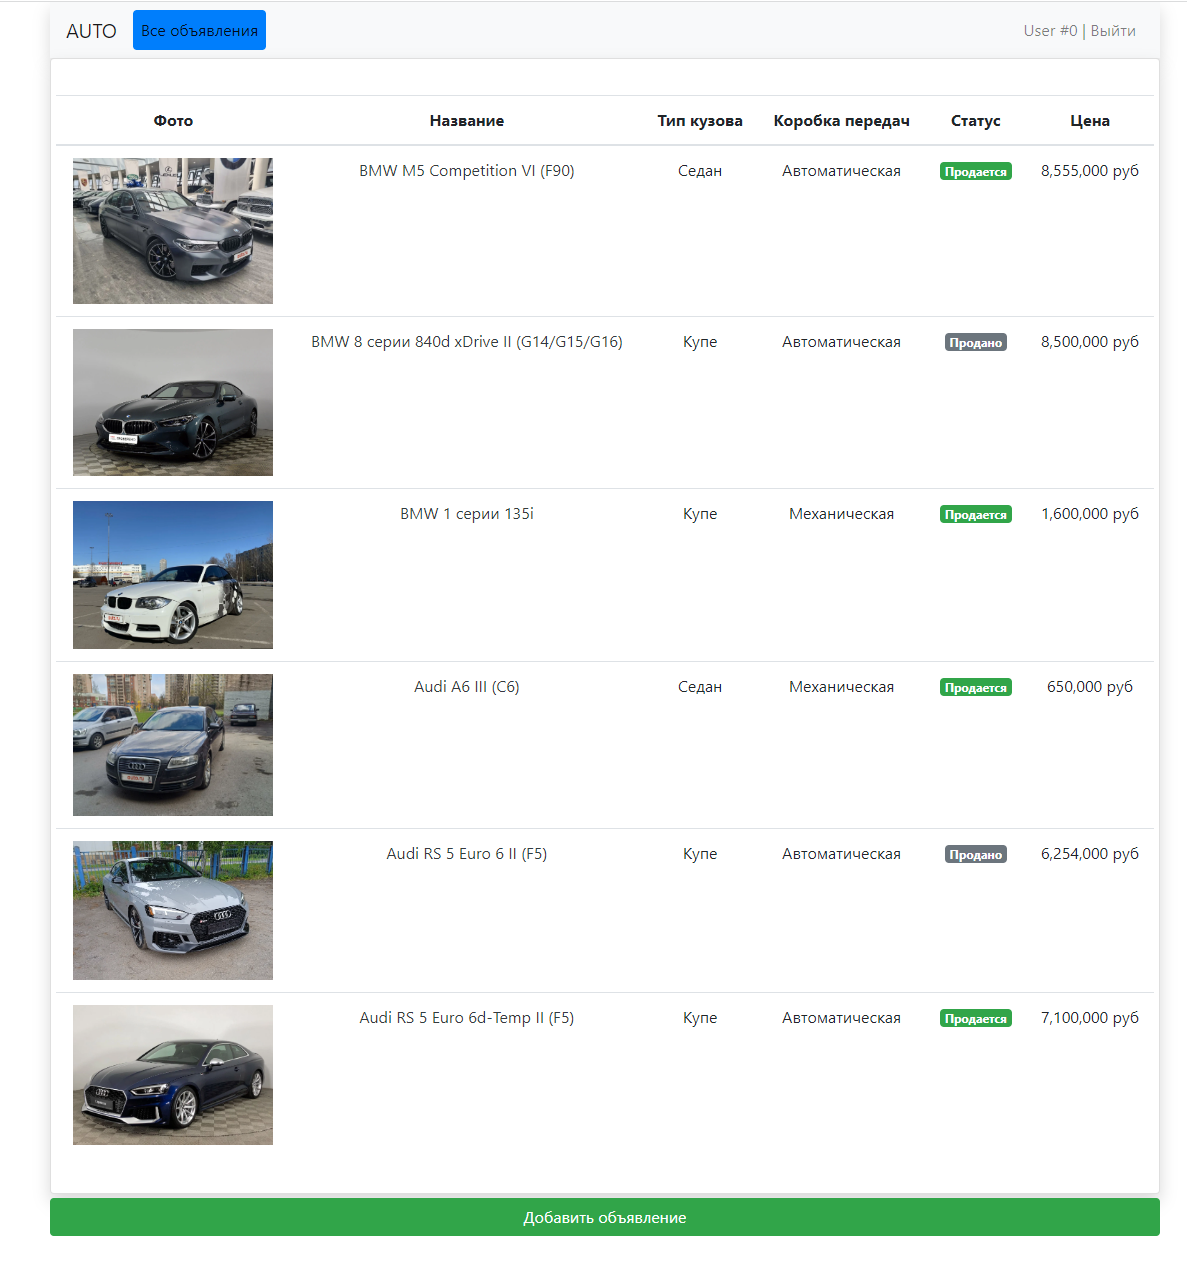 AUTO Все объявления User #0 | Выйти
Фото Название Тип кузова Коробка передач Статус Цена
BMW M5 Competition VI (F90) Седан Автоматическая Продается 8,555,000 руб
BMW 8 серии 840d xDrive II (G14/G15/G16) Купе Автоматическая Продано 8,500,000 руб
BMW 1 серии 135i Купе Механическая Продается 1,600,000 руб
Audi A6 III (C6) Седан Механическая Продается 650,000 руб
Audi RS 5 Euro 6 II (F5) Купе Автоматическая Продано 6,254,000 руб
Audi RS 5 Euro 6d-Temp II (F5) Купе Автоматическая Продается 7,100,000 руб
Добавить объявление